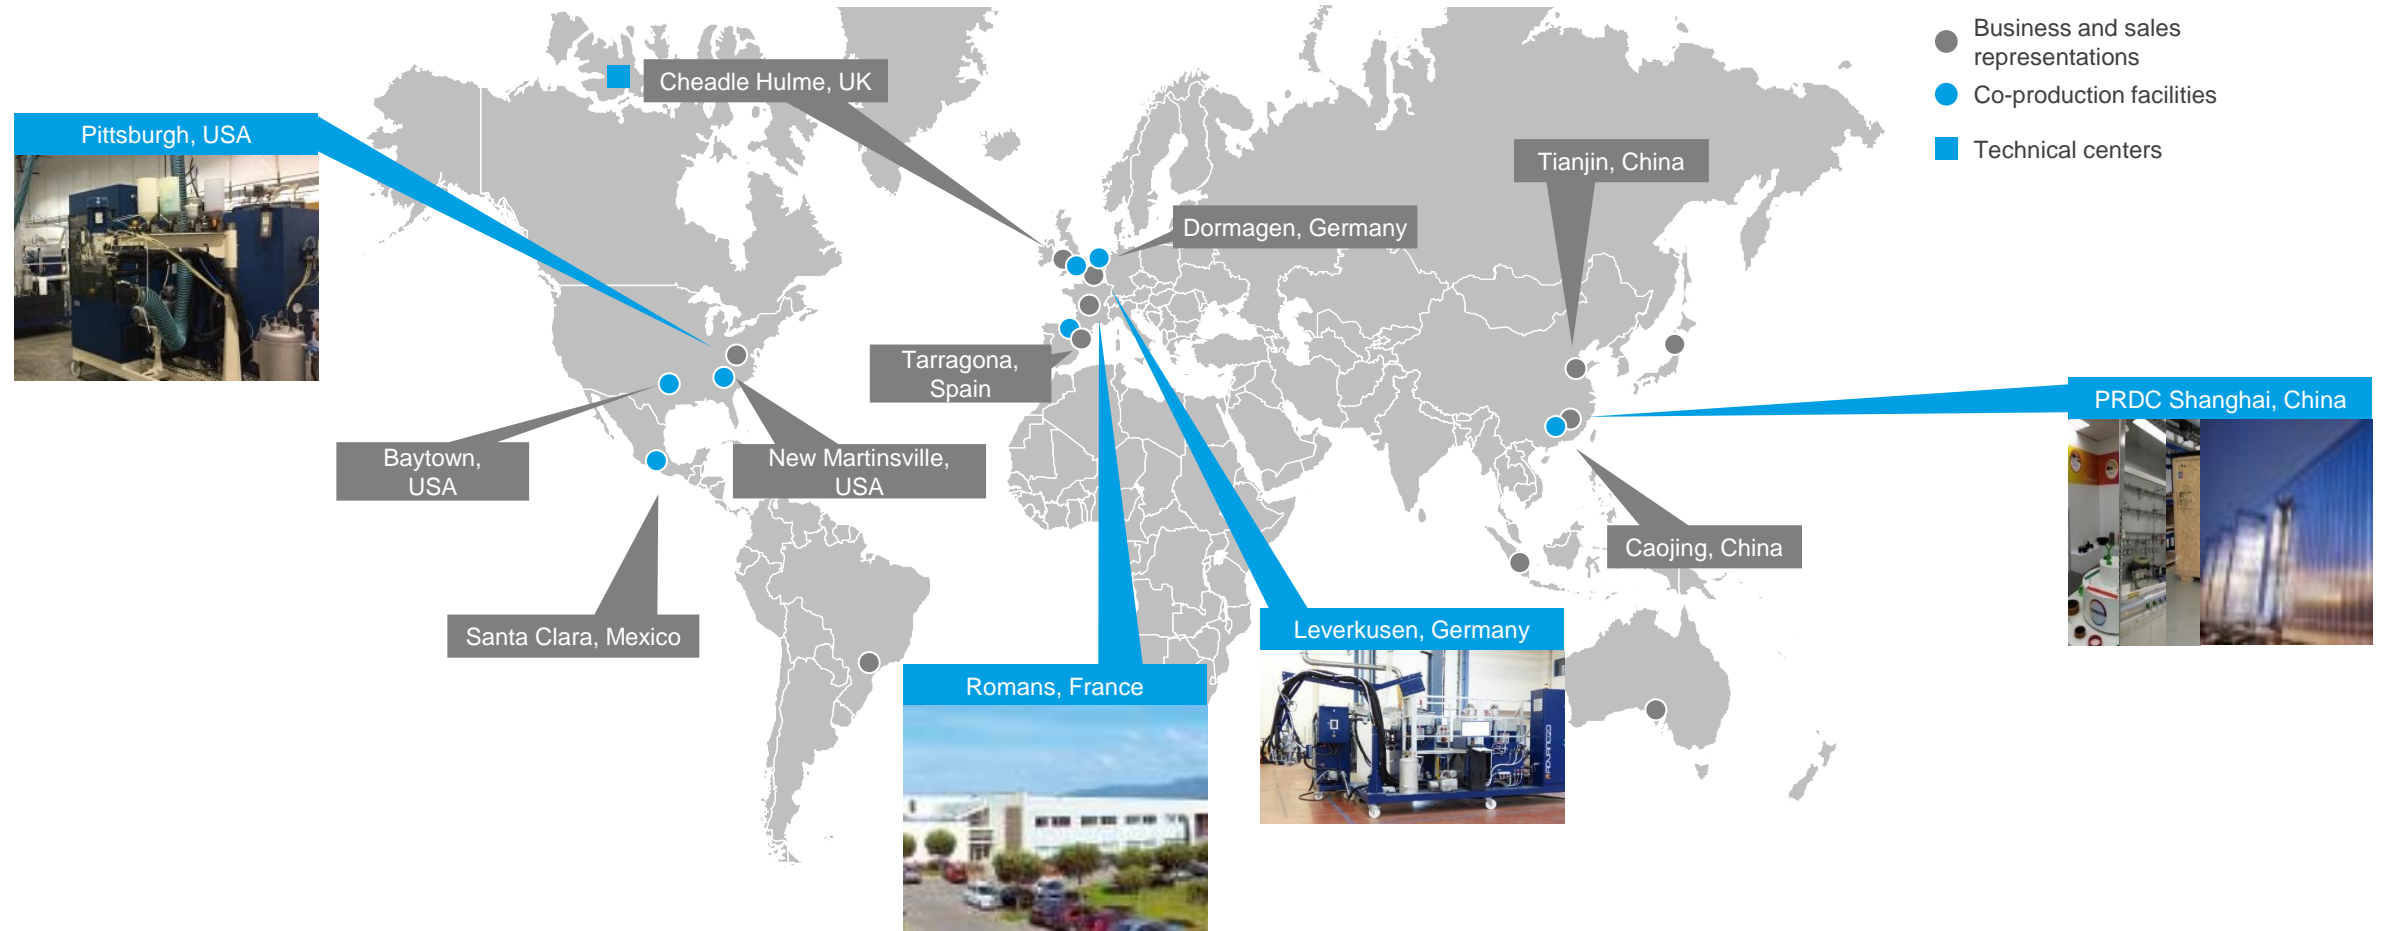 Business and sales
representations
Co-production facilities
Technical centers
Cheadle Hulme, UK
Pittsburgh, USA
Tianjin, China
Dormagen, Germany
Tarragona,
Spain
PRDC Shanghai, China
Baytown,
USA
New Martinsville,
USA
Caojing, China
Santa Clara, Mexico
Leverkusen, Germany
Romans, France